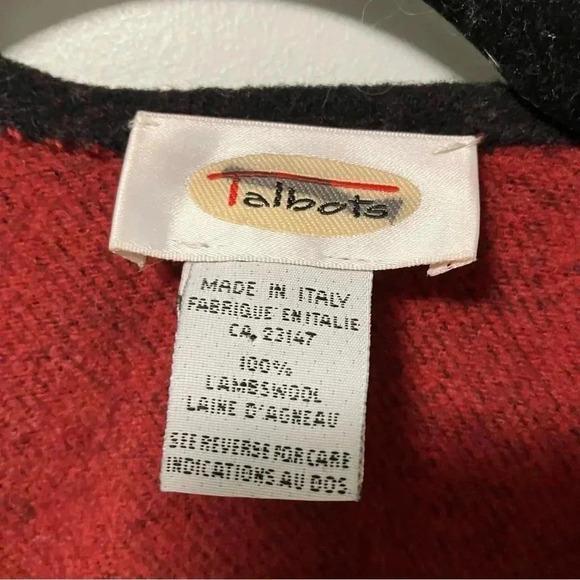 Talbots
MADE IN ITALY
FABRIQUE EN ITALIE
CA, 23147
100%
LAMBSWOOL
LAINE D'AGNEAU
SEE REVERSE FOR CARE
INDICATIONS AU DOS